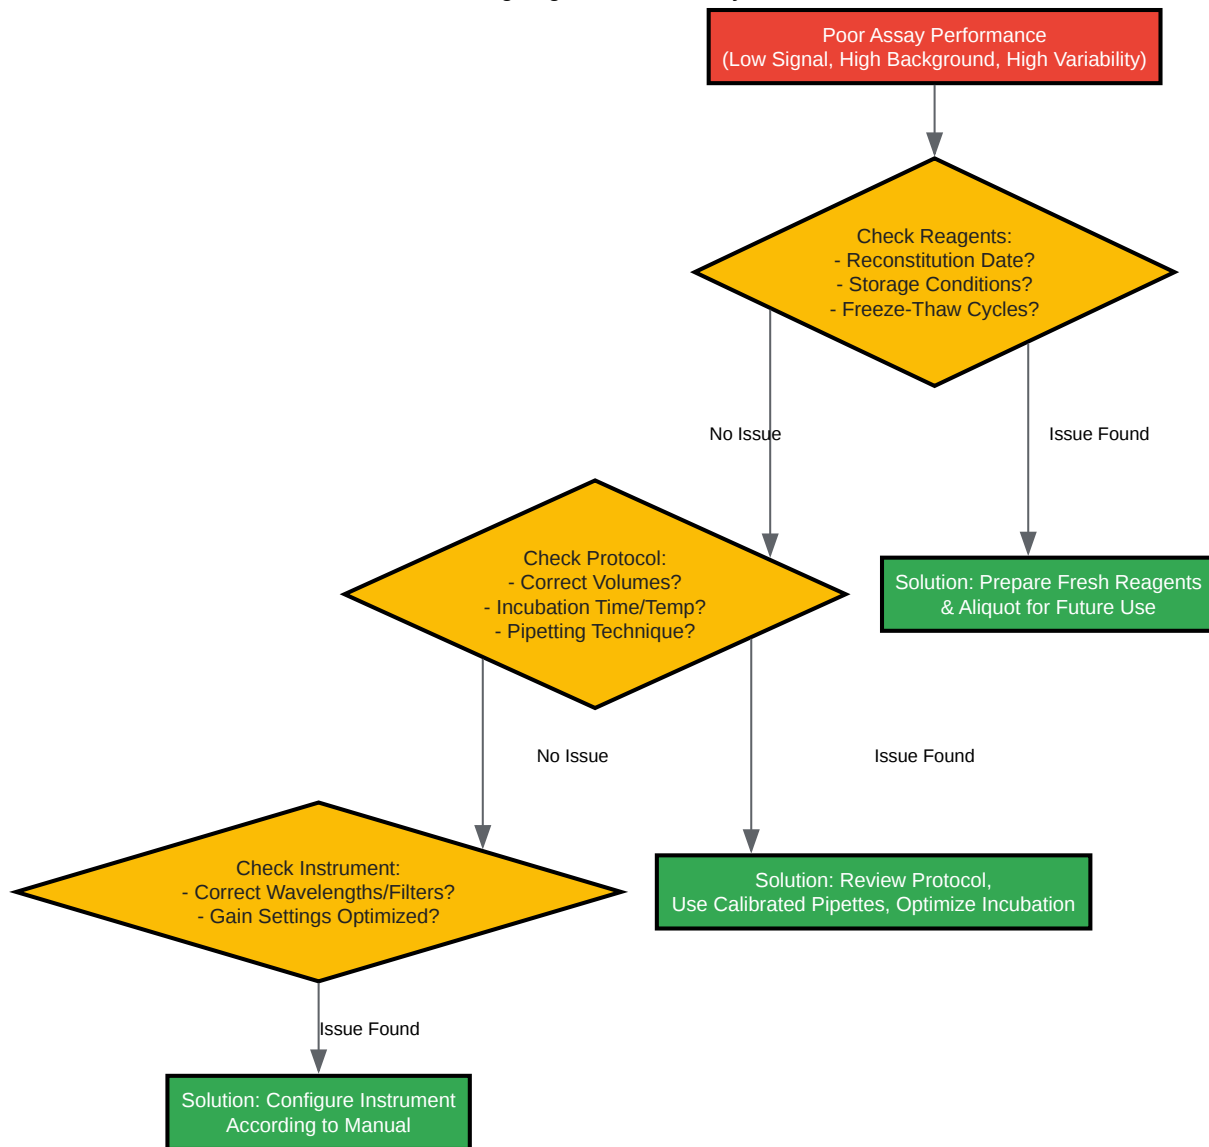 Poor Assay Performance
(Low Signal, High Background, High Variability)
Check Reagents:
- Reconstitution Date?
- Storage Conditions?
- Freeze-Thaw Cycles?
No Issue
Issue Found
Check Protocol:
- Correct Volumes?
- Incubation Time/Temp?
- Pipetting Technique?
Solution: Prepare Fresh Reagents
& Aliquot for Future Use
No Issue
Issue Found
Check Instrument:
- Correct Wavelengths/Filters?
- Gain Settings Optimized?
Solution: Review Protocol,
Use Calibrated Pipettes, Optimize Incubation
Issue Found
Solution: Configure Instrument
According to Manual